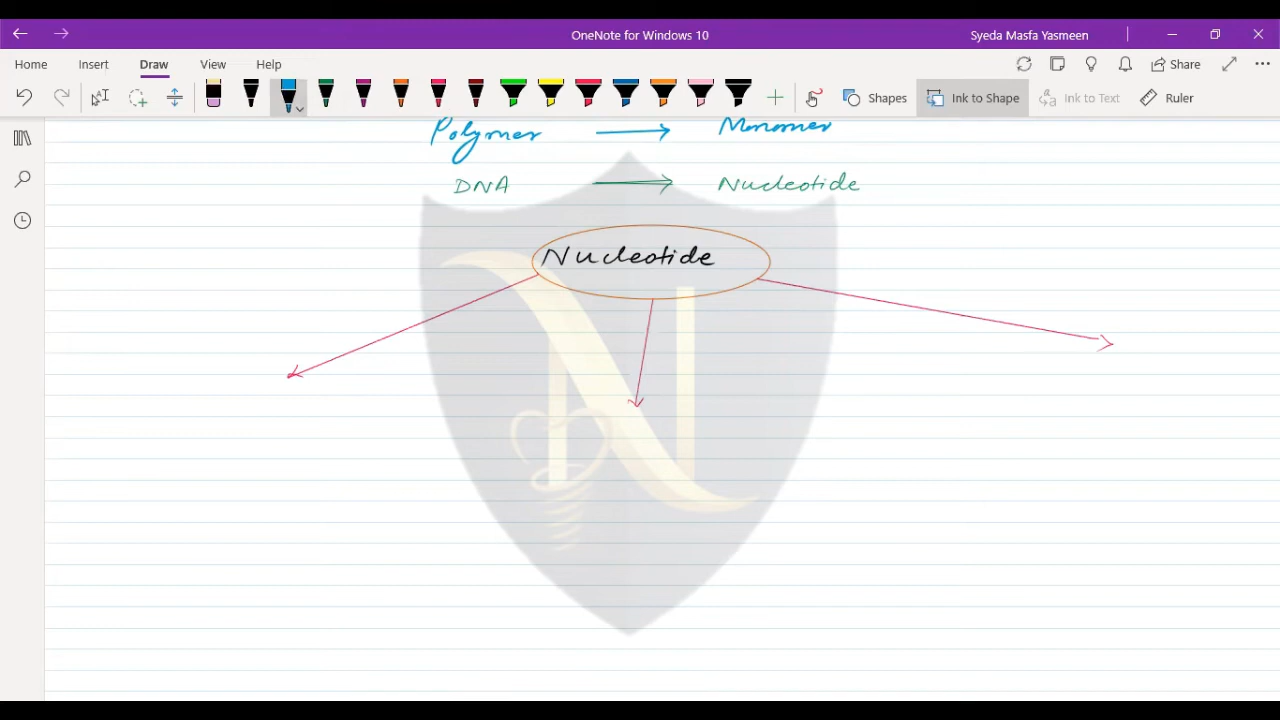 OneNote for Windows 10
Syeda Masfa Yasmeen
Home Insert Draw View Help
Share
Shapes Ink to Shape Ink to Text Ruler
Polymer → Monomer
DNA → Nucleotide
Nucleotide
N